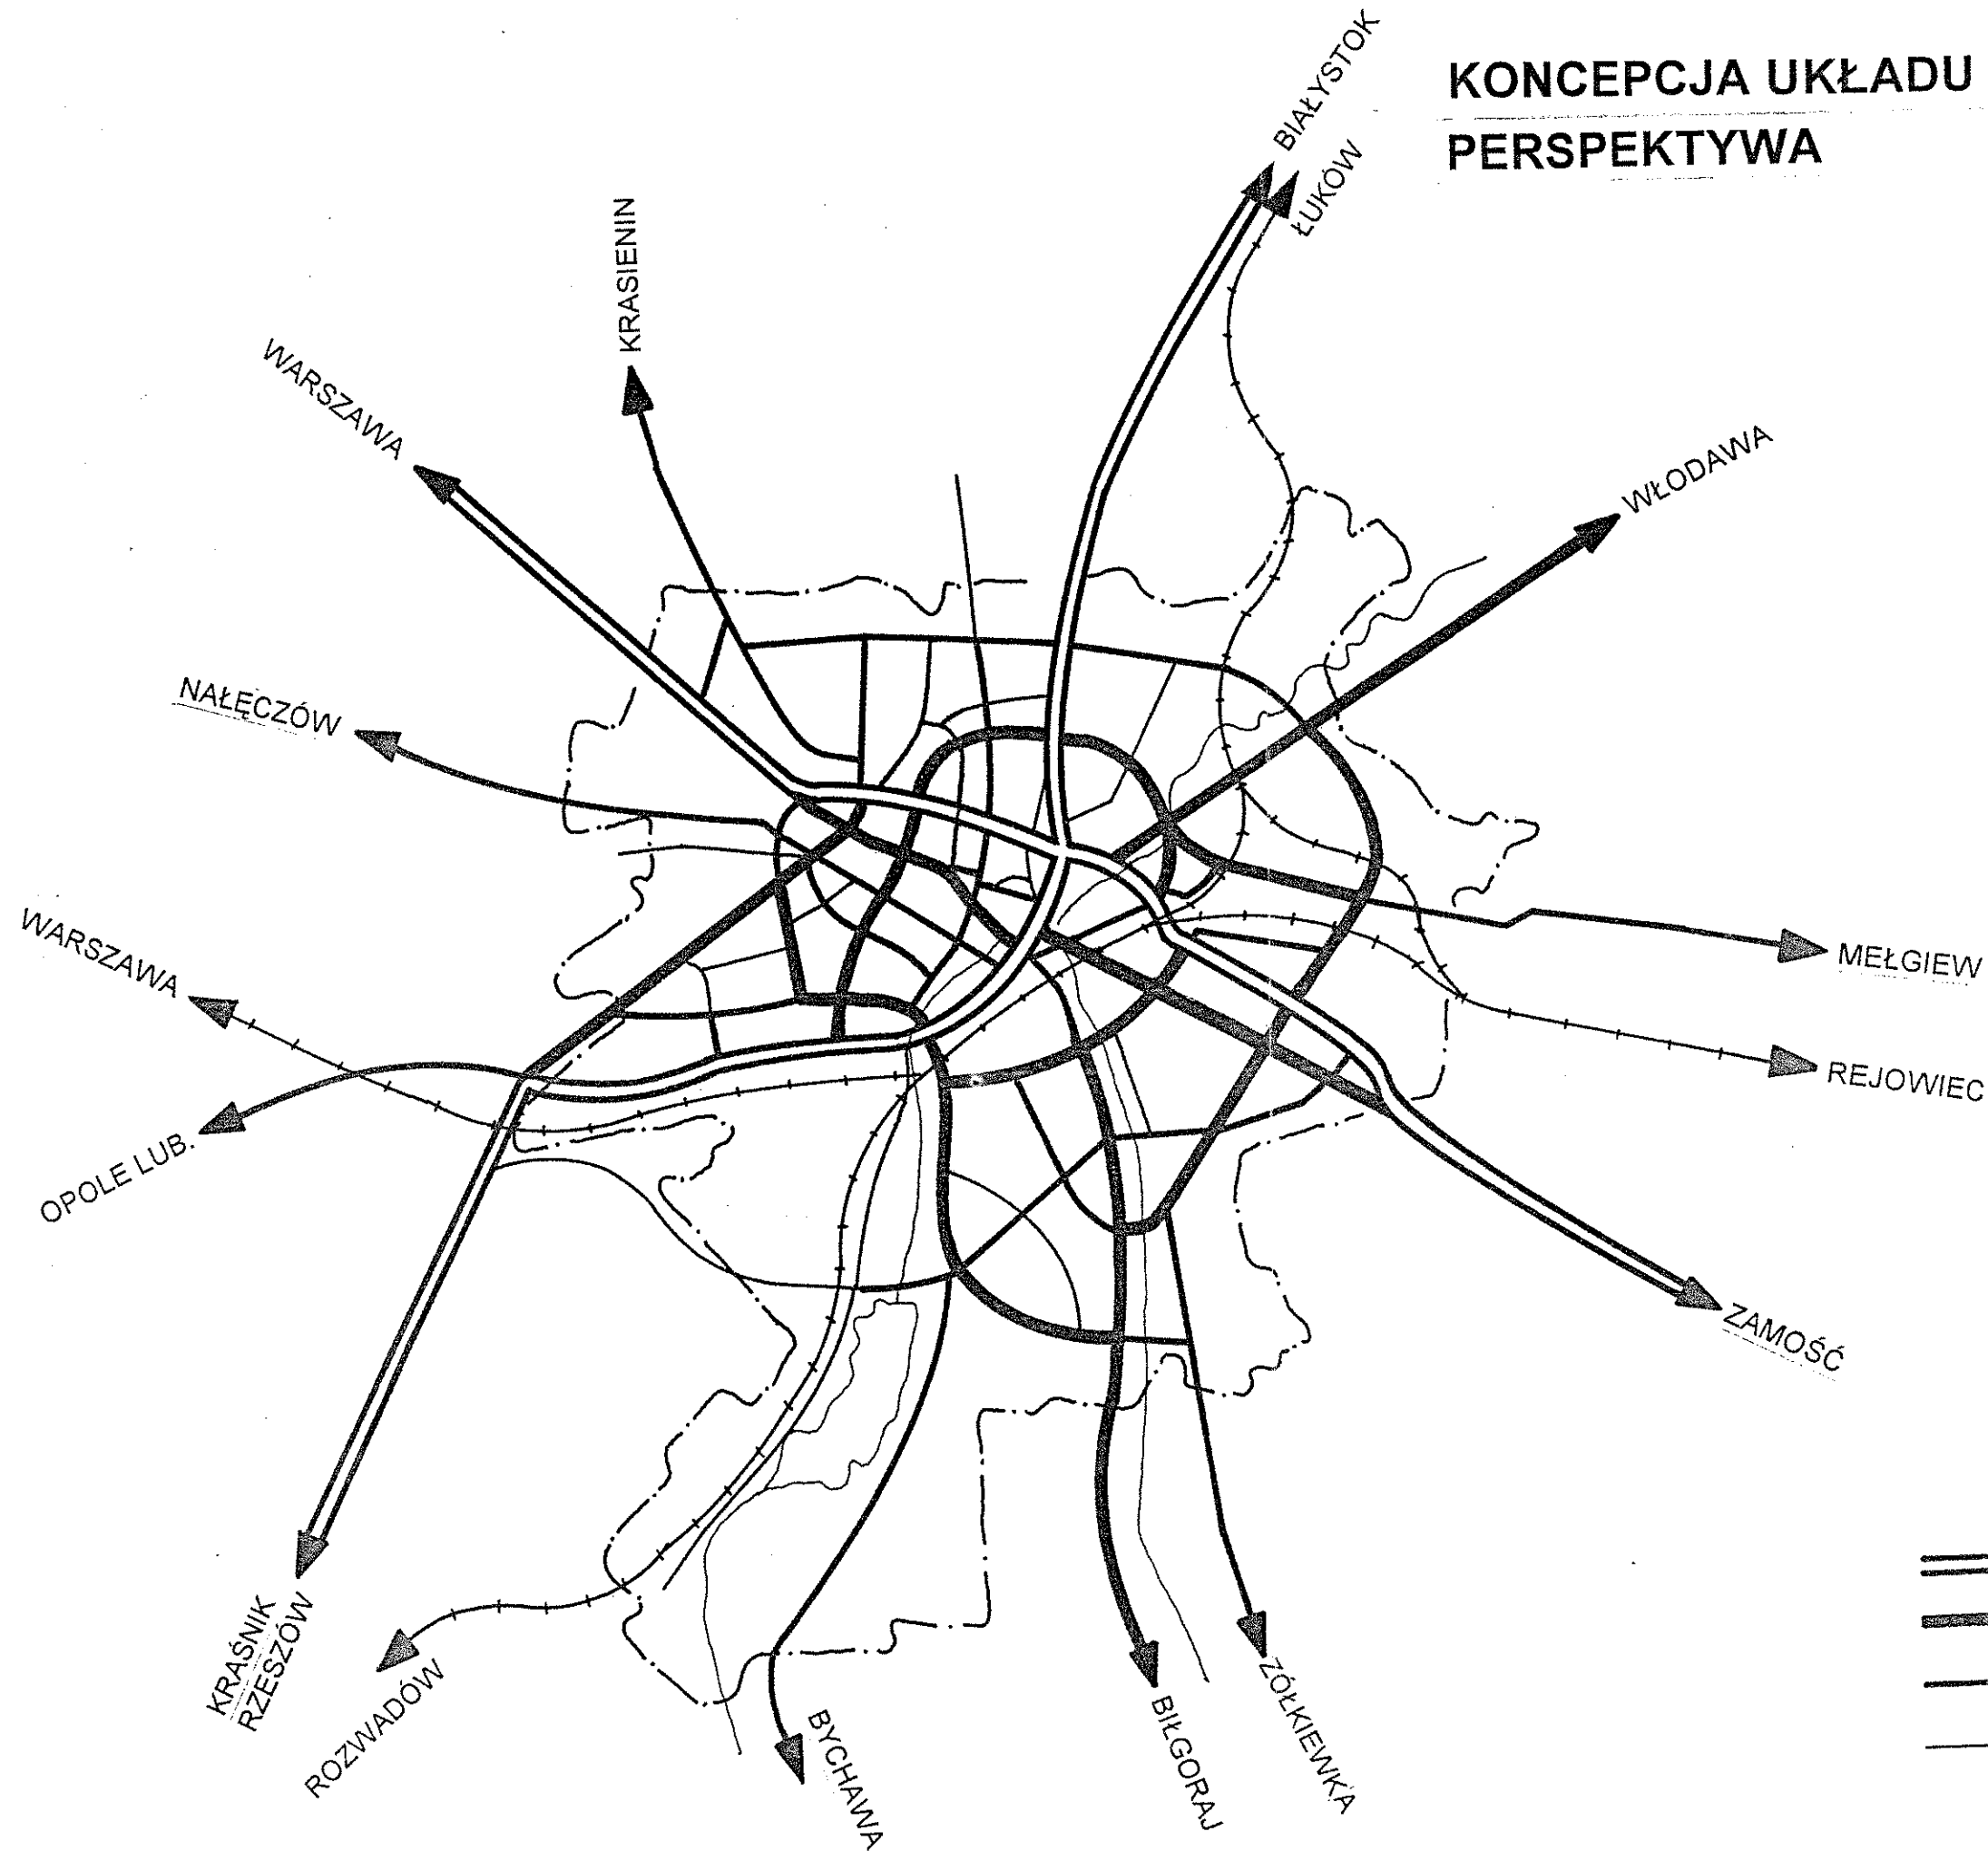 KONCEPCJA UKŁADU
PERSPEKTYWA
BIAŁYSTOK
ŁUKÓW
KRASIENIN
WARSZAWA
WŁODAWA
NAŁĘCZÓW
WARSZAWA
MEŁGIEW
REJOWIEC
OPOLE LUB.
ZAMOŚĆ
KRAŚNIK
RZESZÓW
ROZWADÓW
BYCHAWA
BIŁGORAJ
ZÓŁKIEWKA